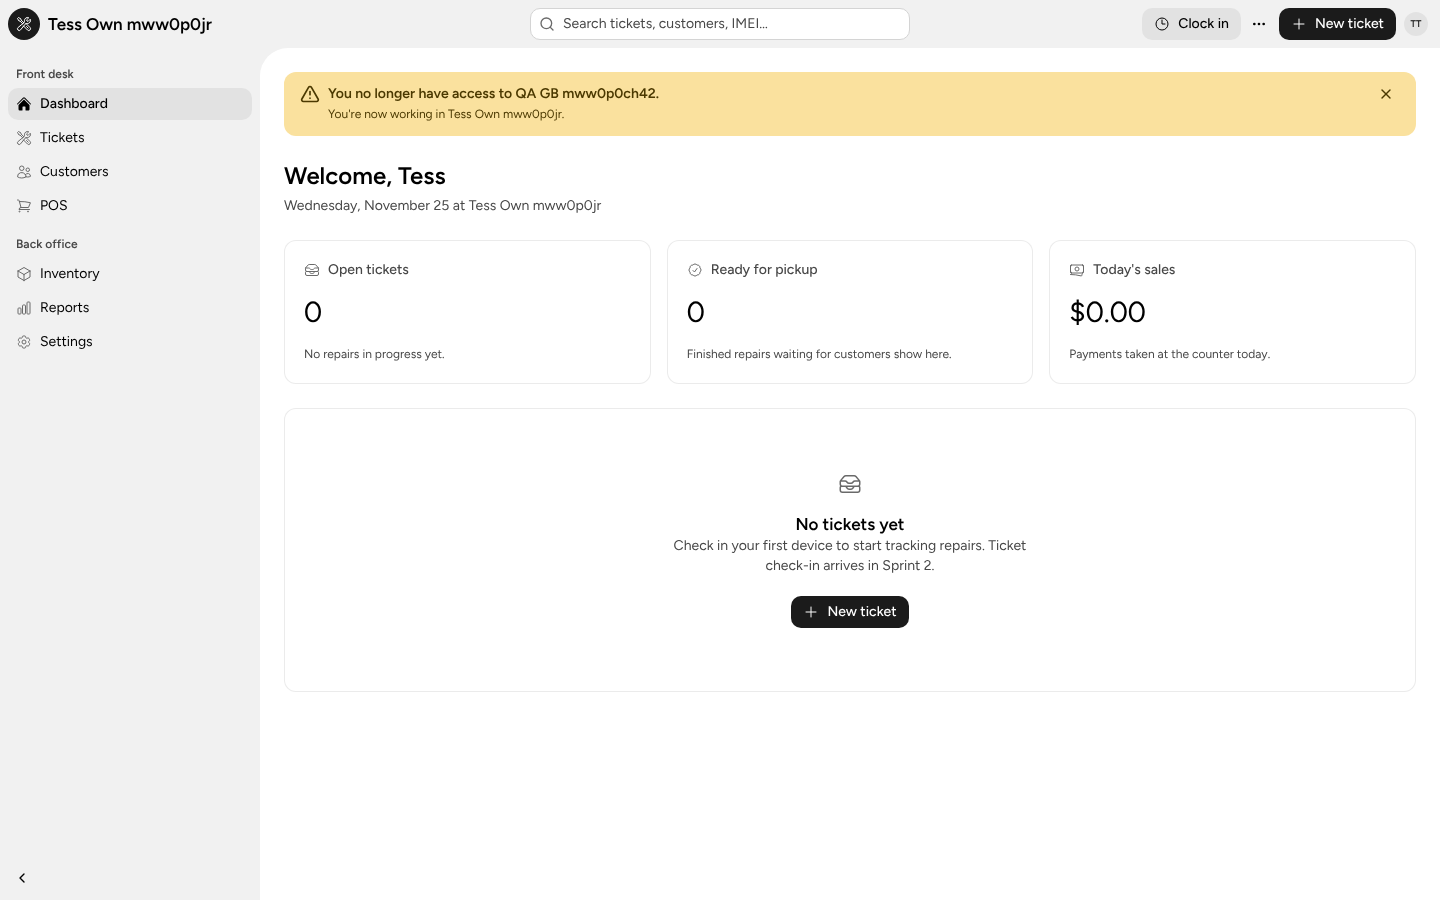 Tess Own mww0p0jr
Search tickets, customers, IMEI...
Clock in
New ticket
TT
Front desk
Dashboard
Tickets
Customers
POS
Back office
Inventory
Reports
Settings
You no longer have access to QA GB mww0p0ch42.
You're now working in Tess Own mww0p0jr.
Welcome, Tess
Wednesday, November 25 at Tess Own mww0p0jr
Open tickets
0
No repairs in progress yet.
Ready for pickup
0
Finished repairs waiting for customers show here.
Today's sales
$0.00
Payments taken at the counter today.
No tickets yet
Check in your first device to start tracking repairs. Ticket
check-in arrives in Sprint 2.
New ticket